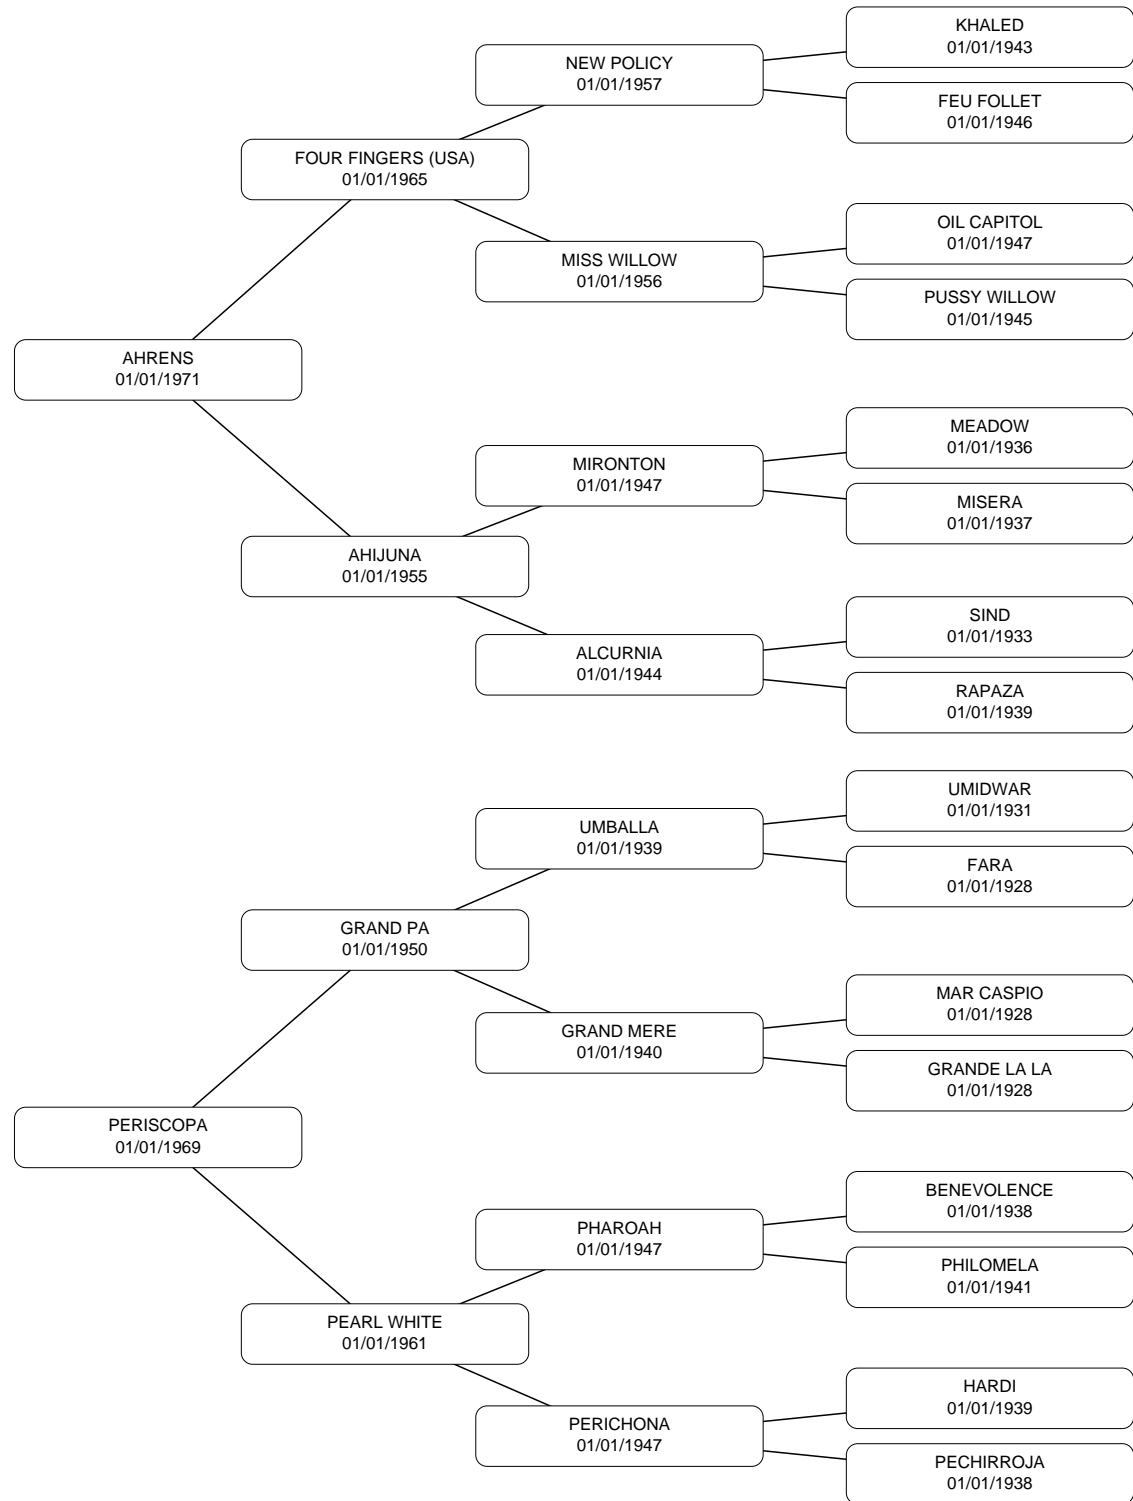 KHALED
01/01/1943
NEW POLICY
01/01/1957
FEU FOLLET
01/01/1946
FOUR FINGERS (USA)
01/01/1965
OIL CAPITOL
01/01/1947
MISS WILLOW
01/01/1956
PUSSY WILLOW
01/01/1945
AHRENS
01/01/1971
MEADOW
01/01/1936
MIRONTON
01/01/1947
MISERA
01/01/1937
AHIJUNA
01/01/1955
SIND
01/01/1933
ALCURNIA
01/01/1944
RAPAZA
01/01/1939
UMIDWAR
01/01/1931
UMBALLA
01/01/1939
FARA
01/01/1928
GRAND PA
01/01/1950
MAR CASPIO
01/01/1928
GRAND MERE
01/01/1940
GRANDE LA LA
01/01/1928
PERISCOPA
01/01/1969
BENEVOLENCE
01/01/1938
PHAROAH
01/01/1947
PHILOMELA
01/01/1941
PEARL WHITE
01/01/1961
HARDI
01/01/1939
PERICHONA
01/01/1947
PECHIRROJA
01/01/1938